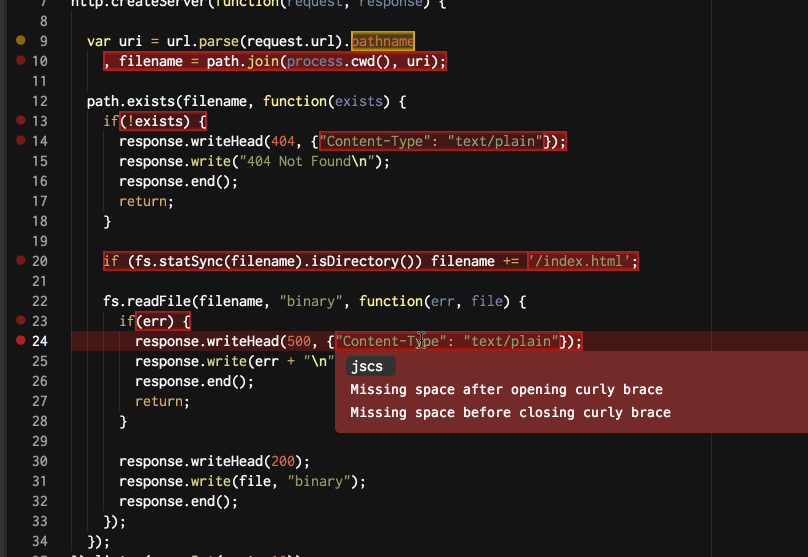 7 http.createServer(function(request, response) {
8
9 var uri = url.parse(request.url).pathname
10 , filename = path.join(process.cwd(), uri);
11
12 path.exists(filename, function(exists) {
13 if(!exists) {
14 response.writeHead(404, {"Content-Type": "text/plain"});
15 response.write("404 Not Found\n");
16 response.end();
17 return;
18 }
19
20 if (fs.statSync(filename).isDirectory()) filename += '/index.html';
21
22 fs.readFile(filename, "binary", function(err, file) {
23 if(err) {
24 response.writeHead(500, {"Content-Type": "text/plain"});
25 response.write(err + "\n"
jscs
26 response.end();
Missing space after opening curly brace
27 return;
Missing space before closing curly brace
28 }
29
30 response.writeHead(200);
31 response.write(file, "binary");
32 response.end();
33 });
34 });